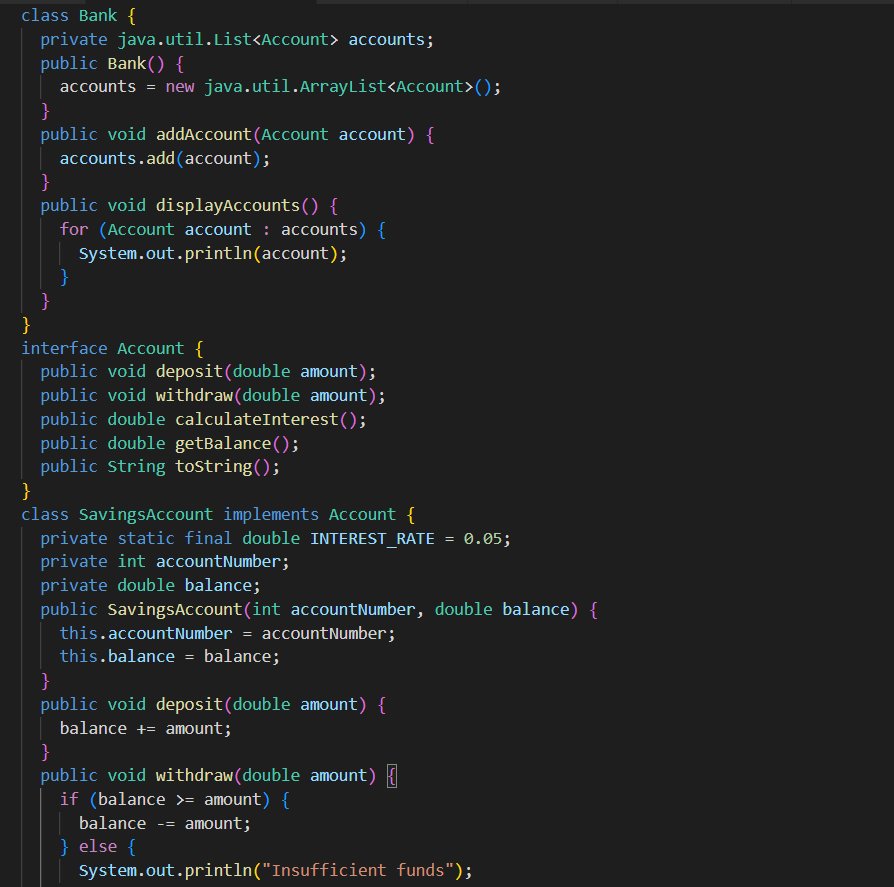 class Bank {
  private java.util.List<Account> accounts;
  public Bank() {
    accounts = new java.util.ArrayList<Account>();
  }
  public void addAccount(Account account) {
    accounts.add(account);
  }
  public void displayAccounts() {
    for (Account account : accounts) {
      System.out.println(account);
    }
  }
}
interface Account {
  public void deposit(double amount);
  public void withdraw(double amount);
  public double calculateInterest();
  public double getBalance();
  public String toString();
}
class SavingsAccount implements Account {
  private static final double INTEREST_RATE = 0.05;
  private int accountNumber;
  private double balance;
  public SavingsAccount(int accountNumber, double balance) {
    this.accountNumber = accountNumber;
    this.balance = balance;
  }
  public void deposit(double amount) {
    balance += amount;
  }
  public void withdraw(double amount) {
    if (balance >= amount) {
      balance -= amount;
    } else {
      System.out.println("Insufficient funds");